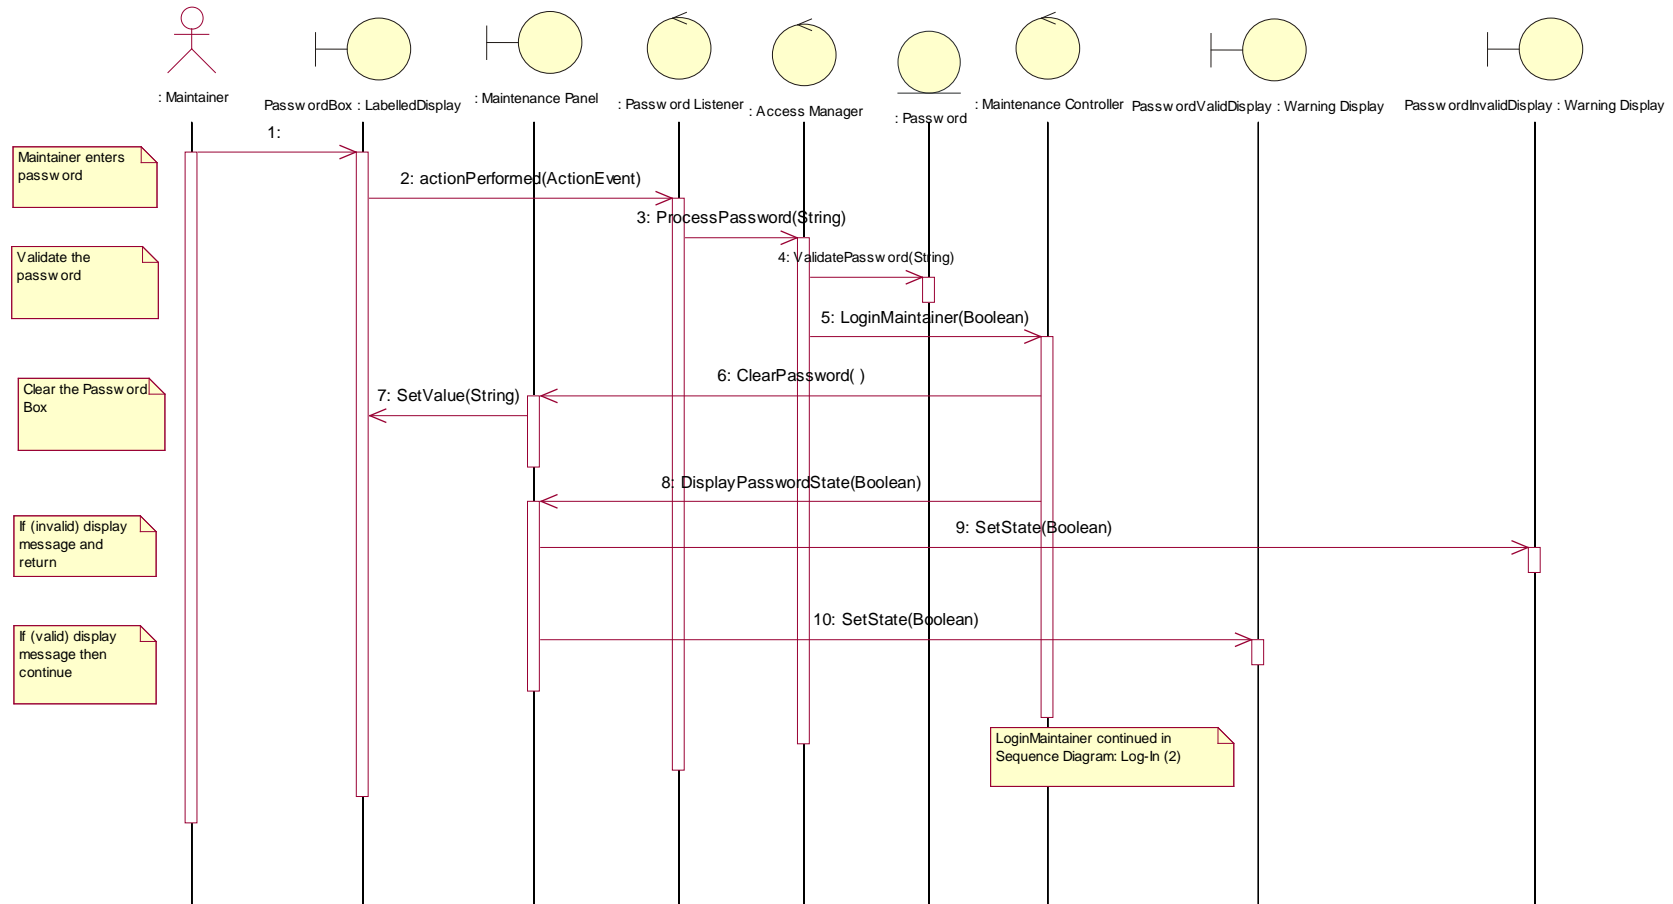 : Maintainer
PasswordBox : LabelledDisplay
: Maintenance Panel
: Password Listener
: Access Manager
: Password
: Maintenance Controller
PasswordValidDisplay : Warning Display
PasswordInvalidDisplay : Warning Display
1:
Maintainer enters
password
2: actionPerformed(ActionEvent)
3: ProcessPassword(String)
Validate the
password
4: ValidatePassword(String)
5: LoginMaintainer(Boolean)
6: ClearPassword( )
Clear the Password
Box
7: SetValue(String)
8: DisplayPasswordState(Boolean)
If (invalid) display
message and
return
9: SetState(Boolean)
10: SetState(Boolean)
If (valid) display
message then
continue
LoginMaintainer continued in
Sequence Diagram: Log-In (2)